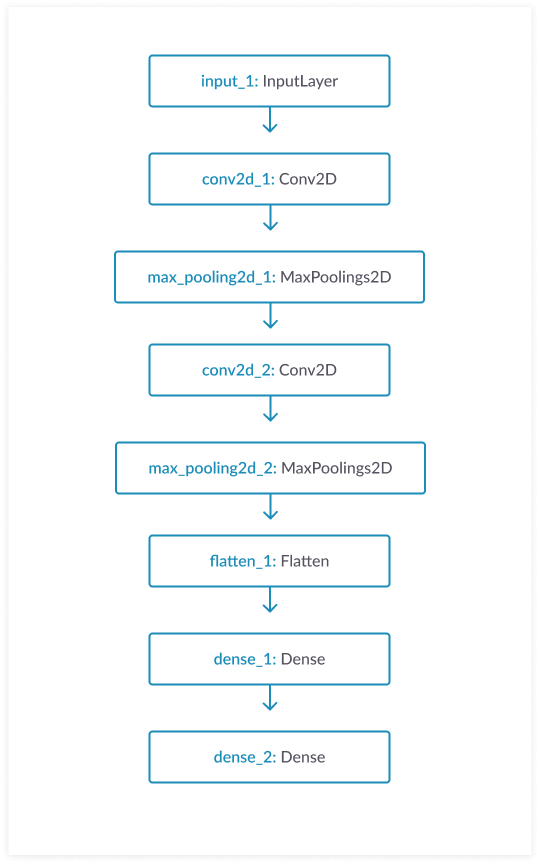 input_1: InputLayer
conv2d_1: Conv2D
max_pooling2d_1: MaxPoolings2D
conv2d_2: Conv2D
max_pooling2d_2: MaxPoolings2D
flatten_1: Flatten
dense_1: Dense
dense_2: Dense